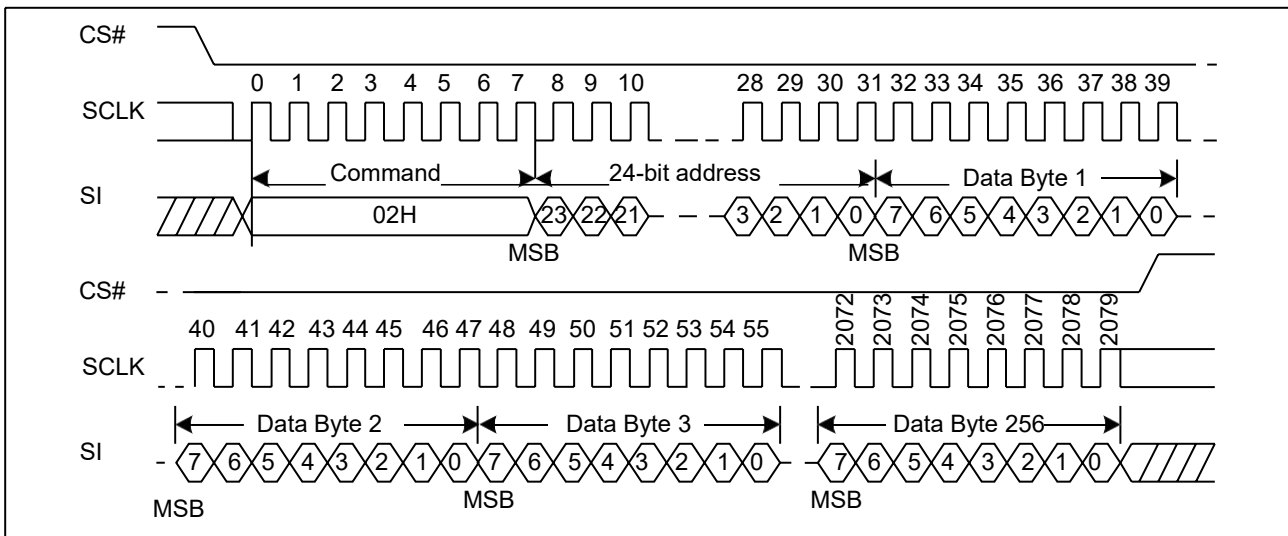 CS#
0 1 2 3 4 5 6 7 8 9 10 28 29 30 31 32 33 34 35 36 37 38 39
SCLK
Command 24-bit address Data Byte 1
SI
02H 23 22 21 3 2 1 0 7 6 5 4 3 2 1 0
MSB MSB
CS#
40 41 42 43 44 45 46 47 48 49 50 51 52 53 54 55 2072 2073 2074 2075 2076 2077 2078 2079
SCLK
Data Byte 2 Data Byte 3 Data Byte 256
SI
7 6 5 4 3 2 1 0 7 6 5 4 3 2 1 0 7 6 5 4 3 2 1 0
MSB MSB MSB